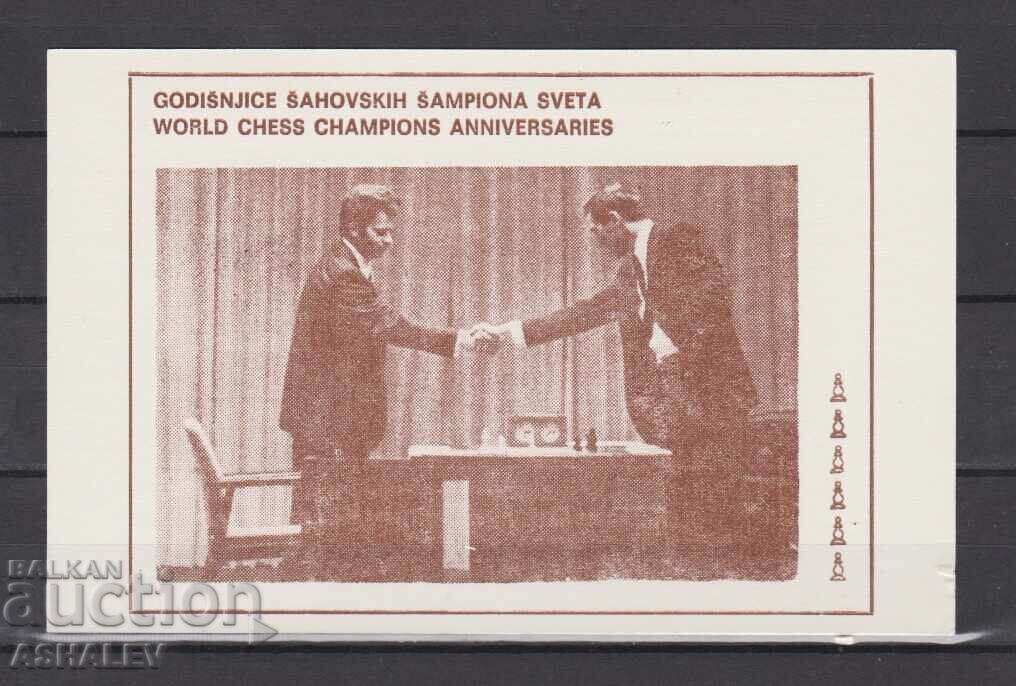 GODIŠNJICE ŠAHOVSKIH ŠAMPIONA SVETA
WORLD CHESS CHAMPIONS ANNIVERSARIES
BALKAN
auction
ASHALEV